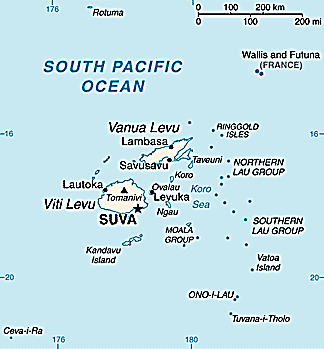 176
180
0 100 200 km
0 100 200 mi
Rotuma
Wallis and Futuna
(FRANCE)
SOUTH PACIFIC
OCEAN
16
16
Vanua Levu
Lambasa
RINGGOLD
ISLES
Savusavu
Taveuni
NORTHERN
LAU GROUP
Koro
Lautoka
Tomanivi
Ovalau
Levuka
Koro
Sea
Viti Levu
SUVA
Ngau
SOUTHERN
LAU GROUP
MOALA
GROUP
Kandavu
Island
Vatoa
Island
20
20
ONO-I-LAU
Tuvana-i-Tholo
Ceva-i-Ra
176
180